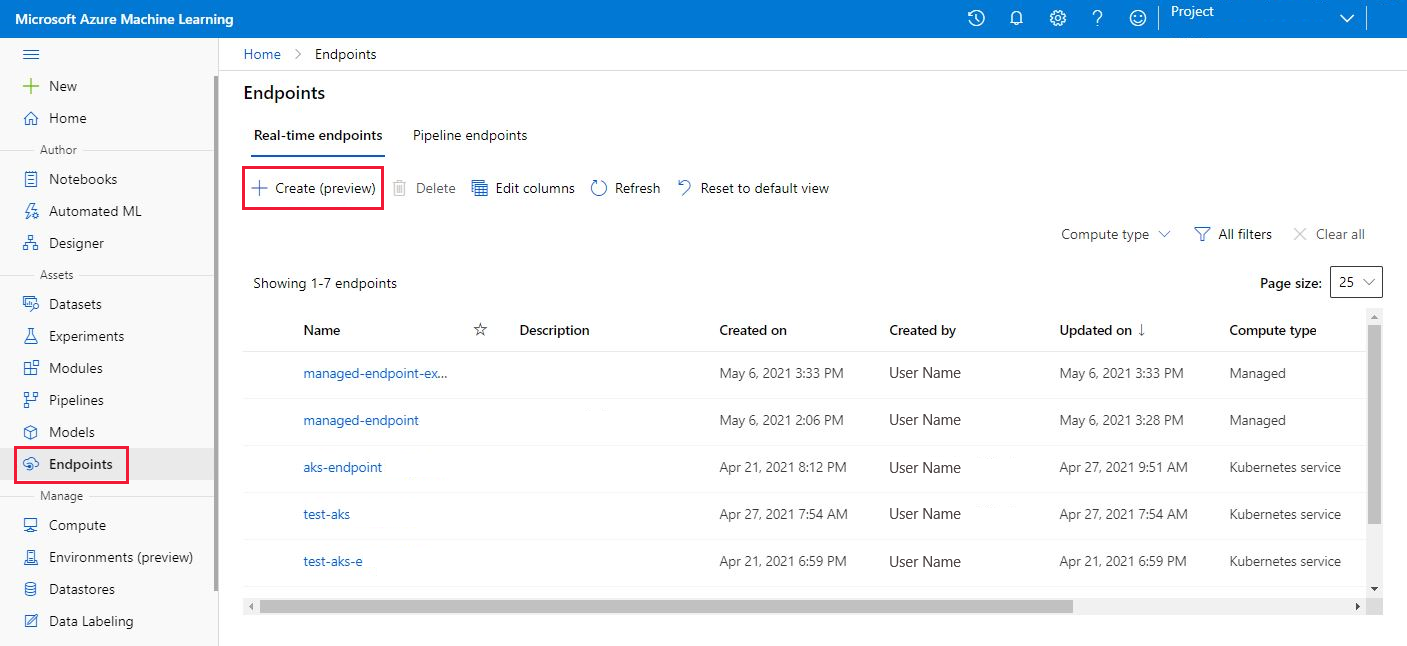 Microsoft Azure Machine Learning
Project
New
Home
Author
Notebooks
Automated ML
Designer
Assets
Datasets
Experiments
Modules
Pipelines
Models
Endpoints
Manage
Compute
Environments (preview)
Datastores
Data Labeling
Home > Endpoints
Endpoints
Real-time endpoints Pipeline endpoints
Create (preview) Delete Edit columns Refresh Reset to default view
Compute type All filters Clear all
Showing 1-7 endpoints Page size: 25
Name Description Created on Created by Updated on ↓ Compute type
managed-endpoint-ex... May 6, 2021 3:33 PM User Name May 6, 2021 3:33 PM Managed
managed-endpoint May 6, 2021 2:06 PM User Name May 6, 2021 3:28 PM Managed
aks-endpoint Apr 21, 2021 8:12 PM User Name Apr 27, 2021 9:51 AM Kubernetes service
test-aks Apr 27, 2021 7:54 AM User Name Apr 27, 2021 7:54 AM Kubernetes service
test-aks-e Apr 21, 2021 6:59 PM User Name Apr 21, 2021 6:59 PM Kubernetes service